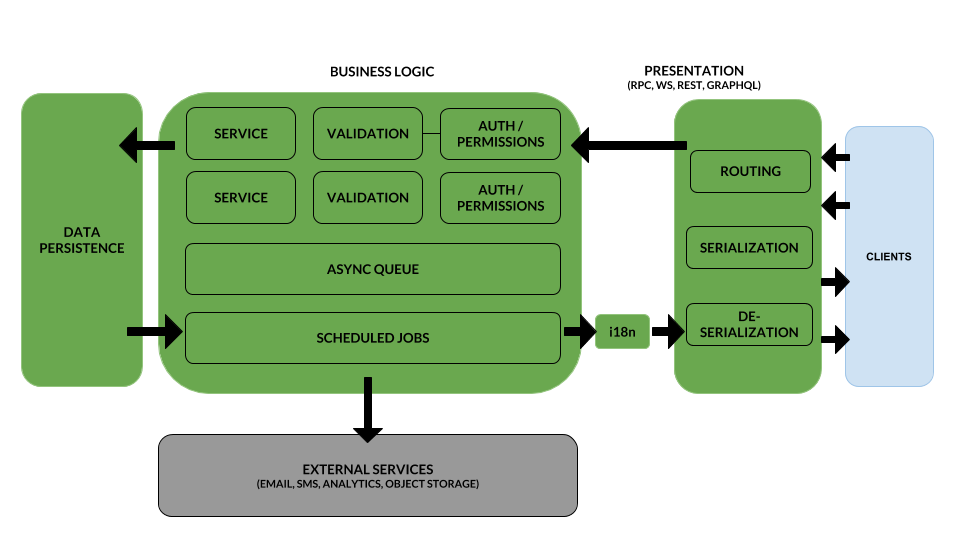 BUSINESS LOGIC
PRESENTATION
(RPC, WS, REST, GRAPHQL)
SERVICE
VALIDATION
AUTH /
PERMISSIONS
SERVICE
VALIDATION
AUTH /
PERMISSIONS
ASYNC QUEUE
SCHEDULED JOBS
DATA
PERSISTENCE
i18n
ROUTING
SERIALIZATION
DE-
SERIALIZATION
CLIENTS
EXTERNAL SERVICES
(EMAIL, SMS, ANALYTICS, OBJECT STORAGE)